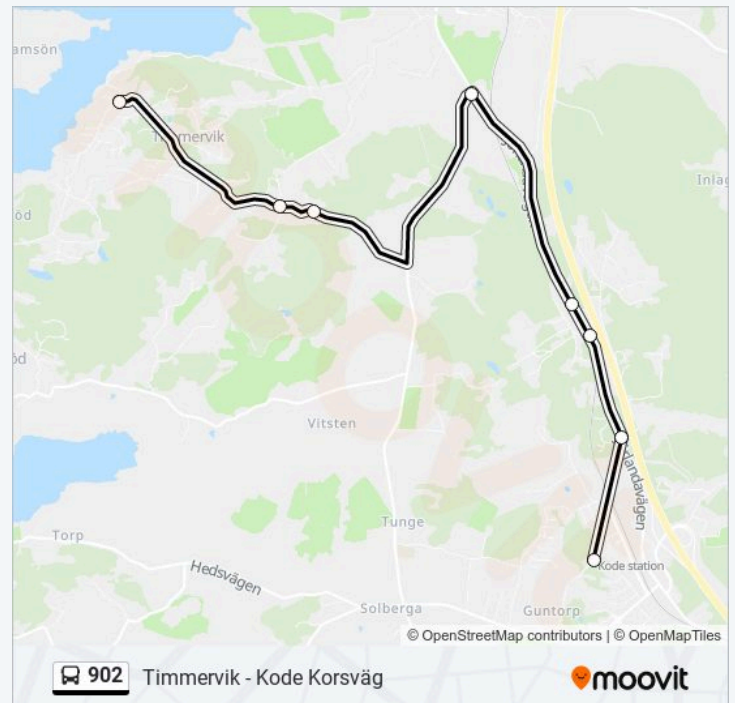 amsön
Timmervik
Inlag
öd
öd
Vitsten
landavägen
Tunge
Torp
Hedsvägen
Kode station
Solberga
Guntorp
© OpenStreetMap contributors | © OpenMapTiles
902 Timmervik - Kode Korsväg
moovit